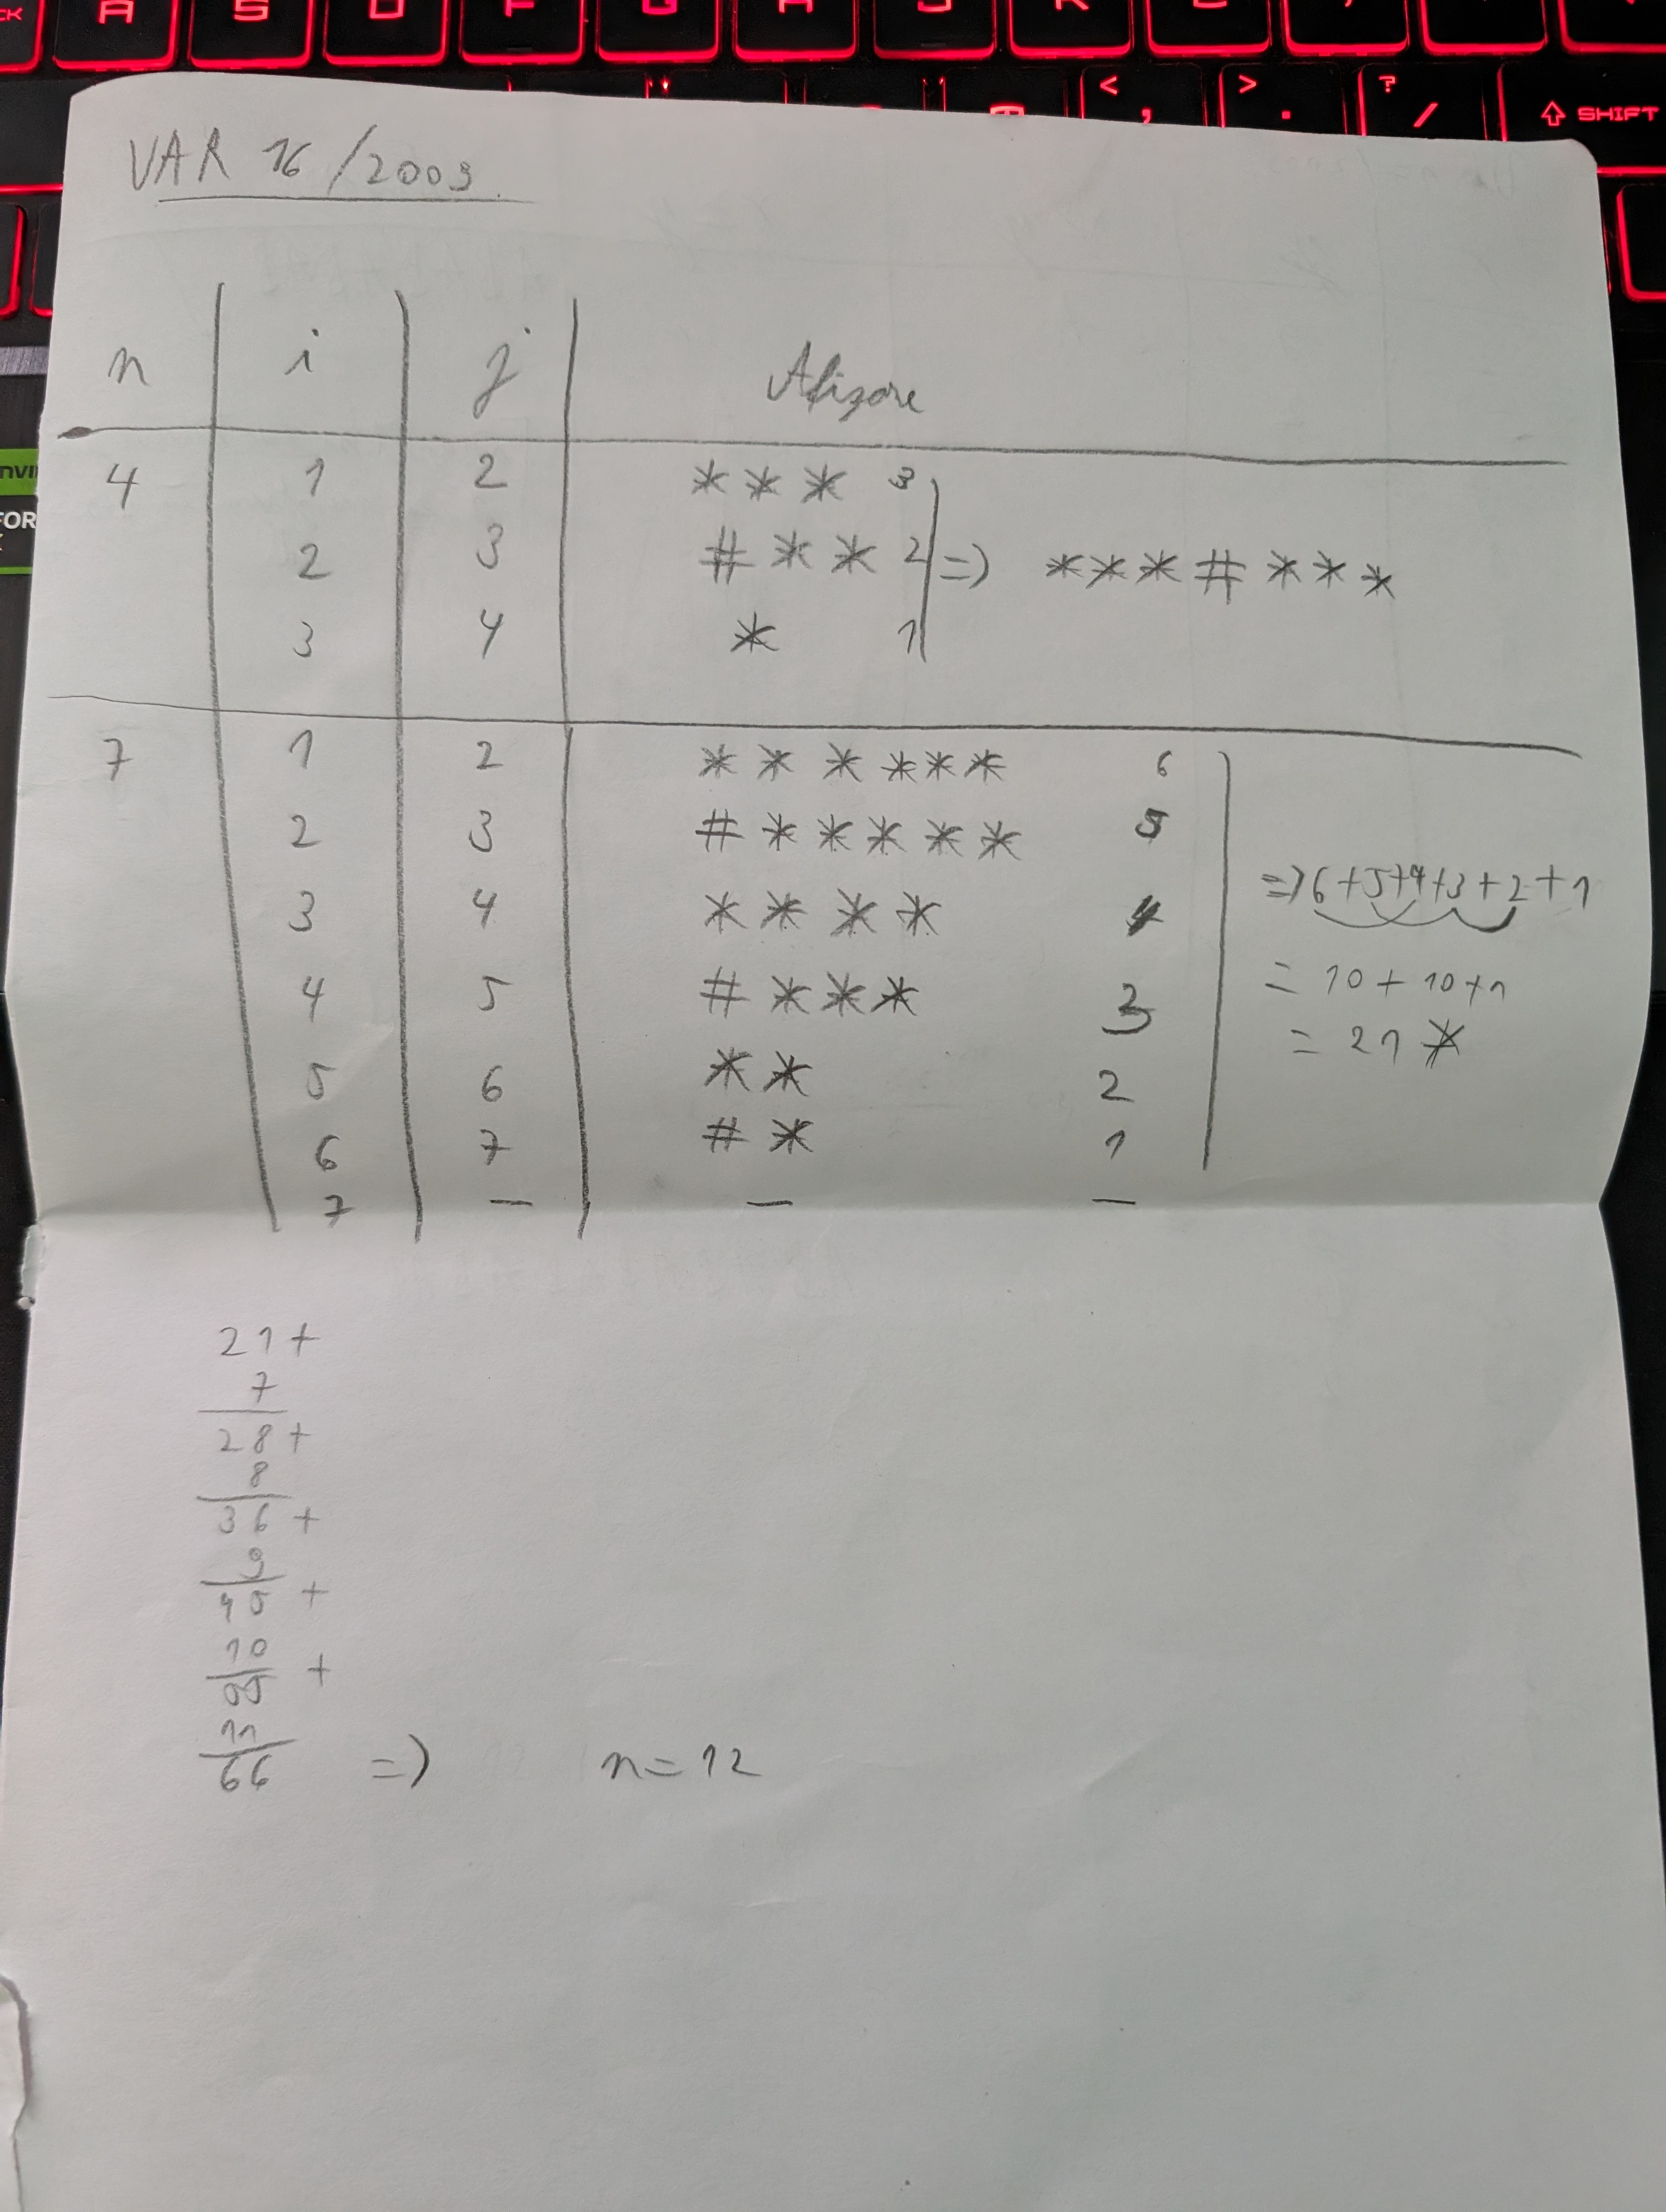 A S D F G H J K L ;
< , > . ? / ⇧ SHIFT
VAR 16/2009
n i j Afișare
4 1 2 * * * 3
2 3 # * * 2 => * * * # * * *
3 4 * 1
7 1 2 * * * * * * 6
2 3 # * * * * * 5
3 4 * * * * 4 => 6+5+4+3+2+1
4 5 # * * * 3 = 10+10+1
5 6 * * 2 = 21 *
6 7 # * 1
7 — — —
21+
7
28+
8
36+
9
45+
10
55+
11
66 => n=12